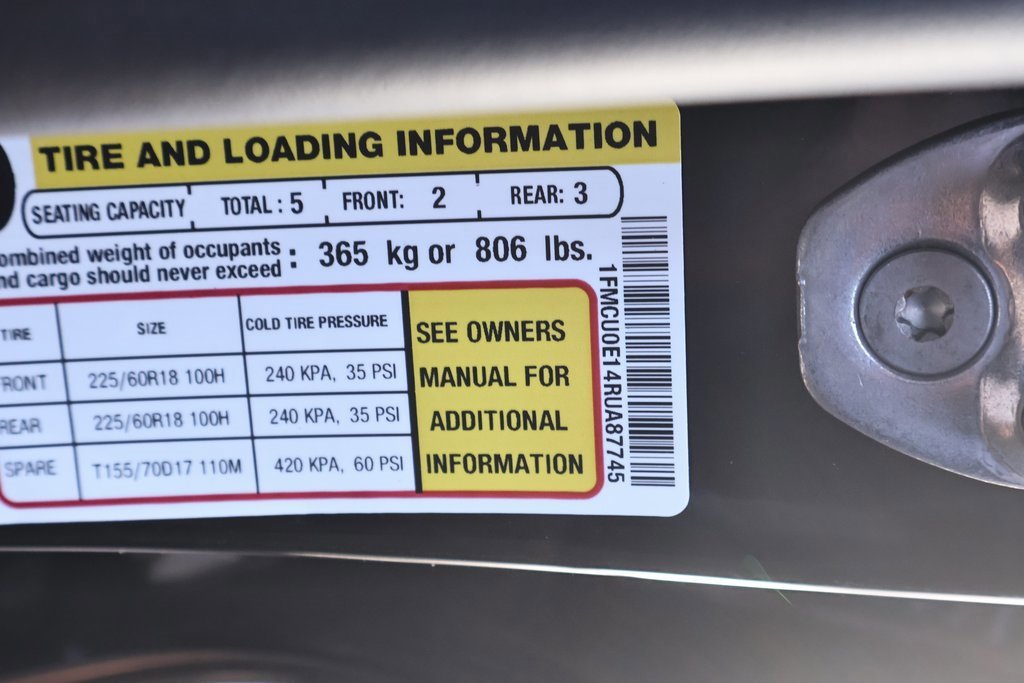 TIRE AND LOADING INFORMATION
SEATING CAPACITY TOTAL : 5 FRONT: 2 REAR: 3
ombined weight of occupants
nd cargo should never exceed : 365 kg or 806 lbs.
TIRE SIZE COLD TIRE PRESSURE
RONT 225/60R18 100H 240 KPA, 35 PSI
REAR 225/60R18 100H 240 KPA, 35 PSI
SPARE T155/70D17 110M 420 KPA, 60 PSI
SEE OWNERS
MANUAL FOR
ADDITIONAL
INFORMATION
1FMCU0E14RUA87745